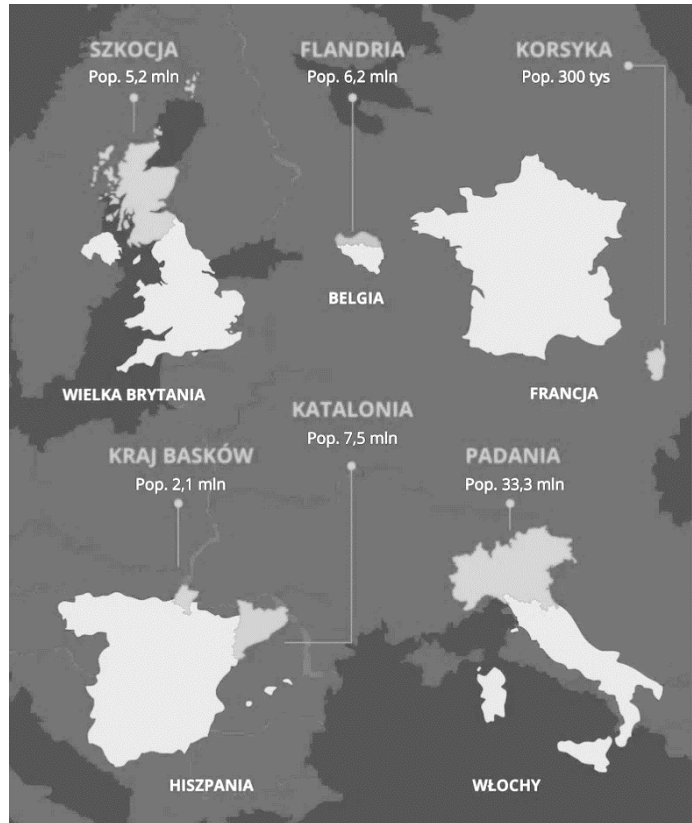 SZKOCJA
Pop. 5,2 mln
FLANDRIA
Pop. 6,2 mln
KORSYKA
Pop. 300 tys
BELGIA
WIELKA BRYTANIA
FRANCJA
KATALONIA
Pop. 7,5 mln
KRAJ BASKÓW
Pop. 2,1 mln
PADANIA
Pop. 33,3 mln
HISZPANIA
WŁOCHY